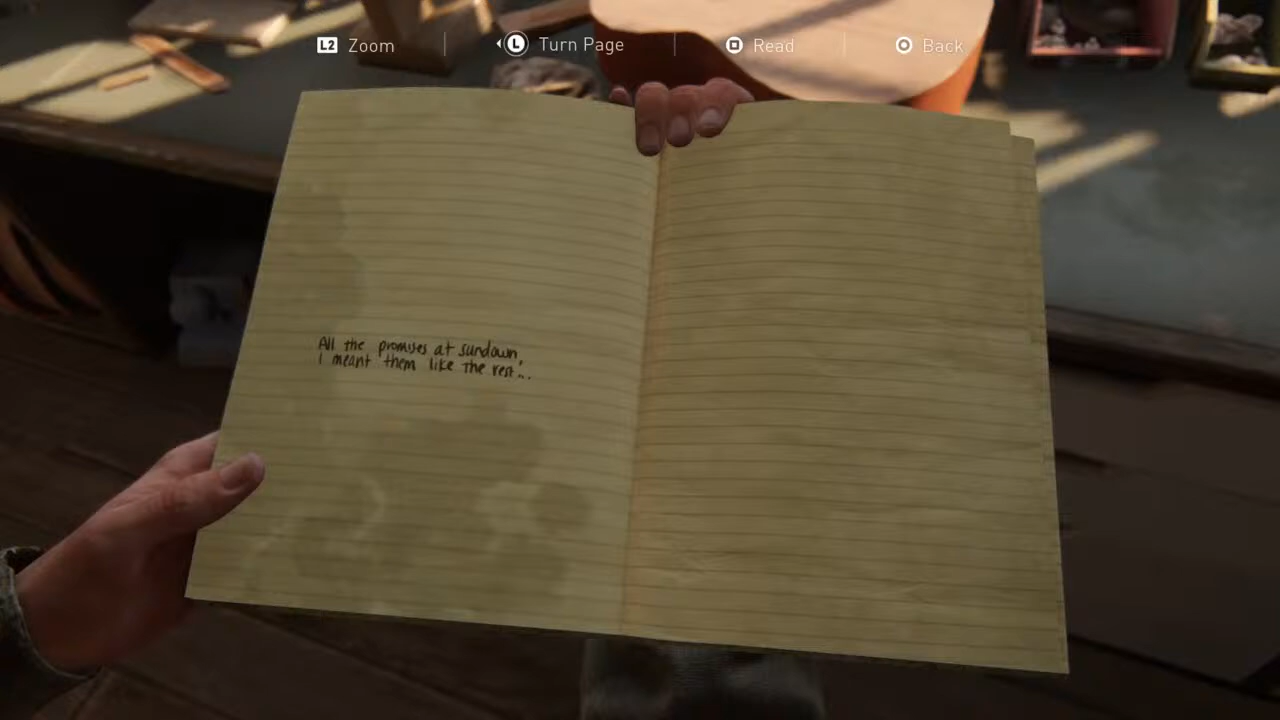 L2 Zoom
L Turn Page
Read
Back
All the promises at sundown,
I meant them like the rest...